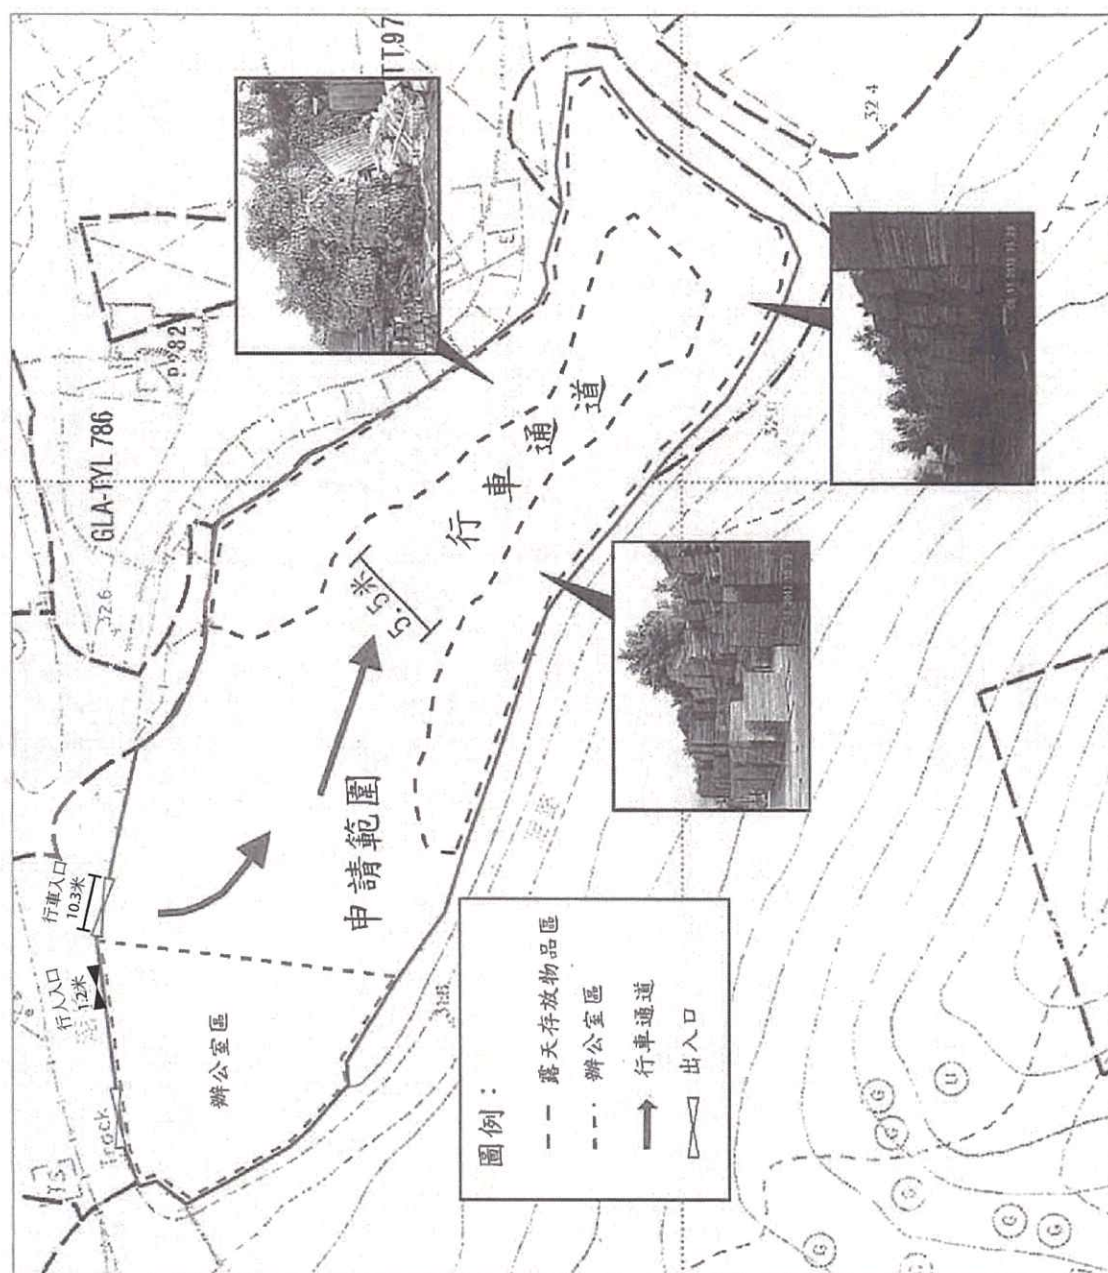 行人入口
12米
行車入口
10.3米
辦公室區
申請範圍
5.5米
行車通道
GLA-TYL 786
TT.97
32.6
32.4
Track
TS
圖例：
露天存放物品區
辦公室區
行車通道
出入口
G
G
G
G
G
G
U